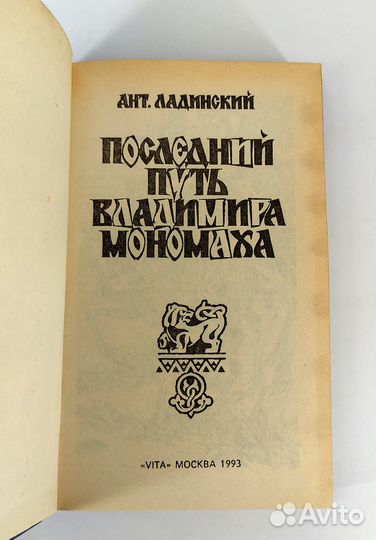 АНТ. ЛАДИНСКИЙ
ПОСЛЕДНИЙ
ПУТЬ
ВЛАДИМИРА
МОНОМАХА
«VITA» МОСКВА 1993
Avito